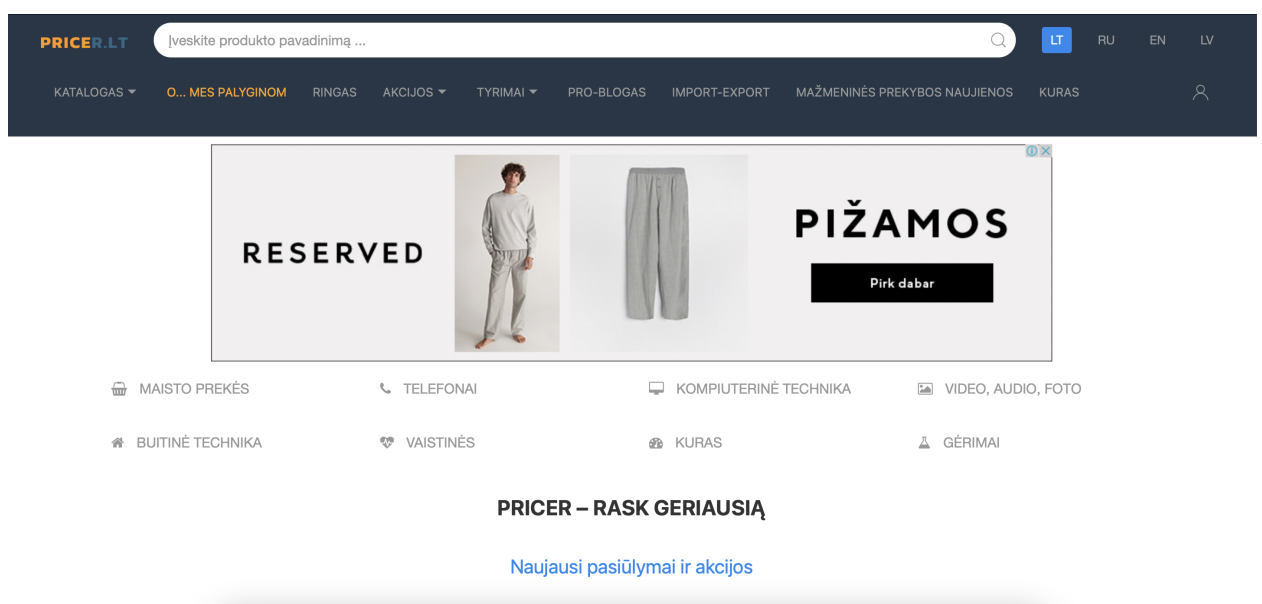 PRICER.LT
Įveskite produkto pavadinimą ...
LT RU EN LV
KATALOGAS O... MES PALYGINOM RINGAS AKCIJOS TYRIMAI PRO-BLOGAS IMPORT-EXPORT MAŽMENINĖS PREKYBOS NAUJIENOS KURAS
RESERVED
PIŽAMOS
Pirk dabar
MAISTO PREKĖS TELEFONAI KOMPIUTERINĖ TECHNIKA VIDEO, AUDIO, FOTO
BUITINĖ TECHNIKA VAISTINĖS KURAS GĖRIMAI
PRICER – RASK GERIAUSIĄ
Naujausi pasiūlymai ir akcijos